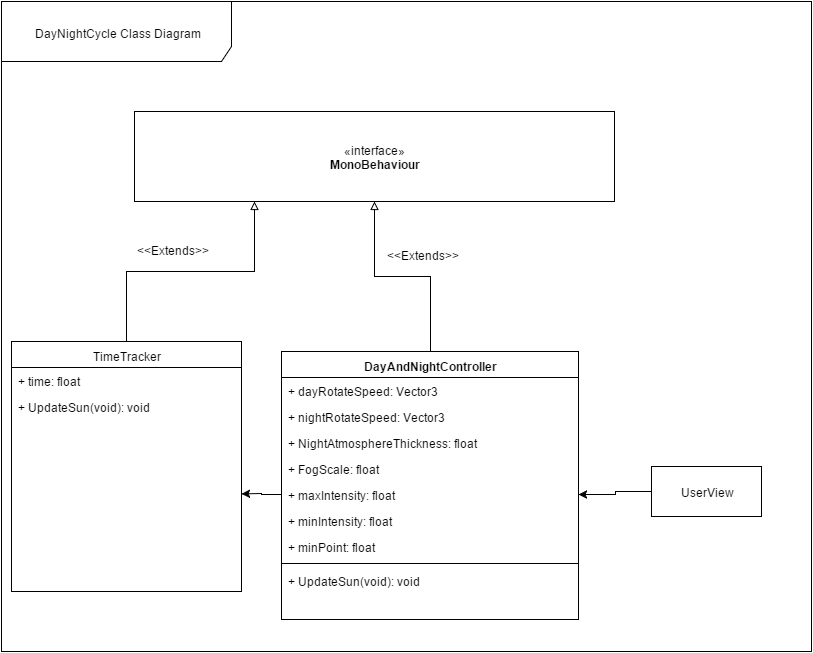 DayNightCycle Class Diagram
«interface»
MonoBehaviour
<<Extends>>
<<Extends>>
TimeTracker
+ time: float
+ UpdateSun(void): void
DayAndNightController
+ dayRotateSpeed: Vector3
+ nightRotateSpeed: Vector3
+ NightAtmosphereThickness: float
+ FogScale: float
+ maxIntensity: float
+ minIntensity: float
+ minPoint: float
+ UpdateSun(void): void
UserView